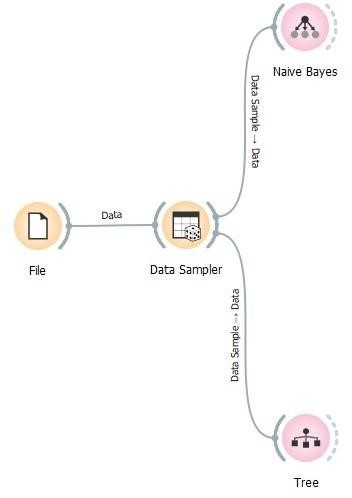 Naive Bayes
Data Sample → Data
Data
File
Data Sampler
Data Sample → Data
Tree